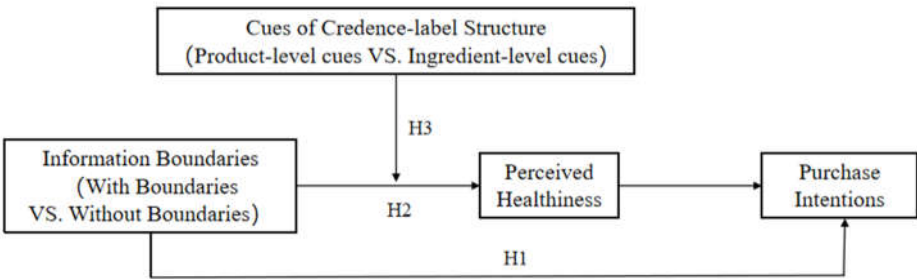 Cues of Credence-label Structure
(Product-level cues VS. Ingredient-level cues)
H3
Information Boundaries
(With Boundaries
VS. Without Boundaries)
H2
Perceived
Healthiness
Purchase
Intentions
H1